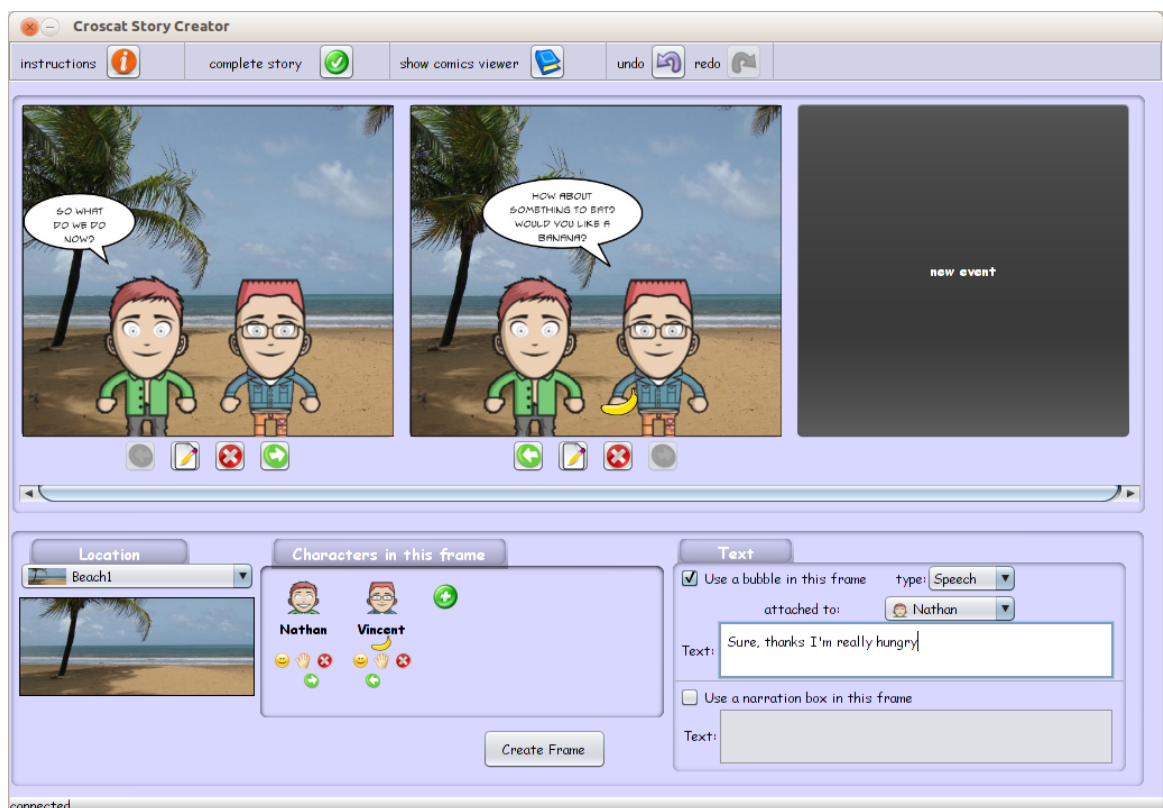 Croscat Story Creator
instructions complete story show comics viewer undo redo
SO WHAT
DO WE DO
NOW?
HOW ABOUT
SOMETHING TO EAT?
WOULD YOU LIKE A
BANANA?
new event
Location
Beach1
Characters in this frame
Nathan Vincent
Create Frame
Text
Use a bubble in this frame type: Speech
attached to: Nathan
Text: Sure, thanks I'm really hungry
Use a narration box in this frame
Text:
connected